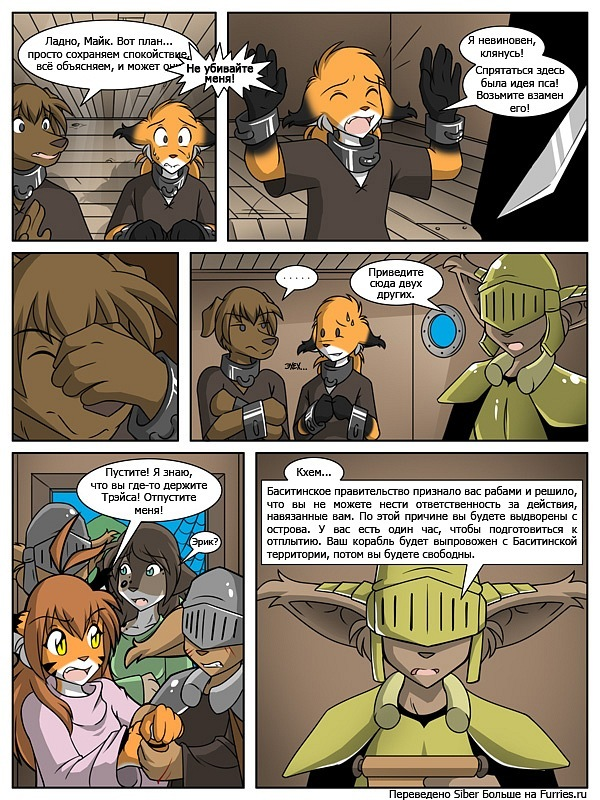 Ладно, Майк. Вот план...
просто сохраняем спокойствие,
всё объясняем, и может они
Не убивайте
меня!
Я невиновен,
клянусь!
Спрятаться здесь
была идея пса!
Возьмите взамен
его!
.....
Приведите
сюда двух
других.
ЭХЕХ...
Пустите! Я знаю,
что вы где-то держите
Трэйса! Отпустите
меня!
Эрик?
Кхем...
Баситинское правительство признало вас рабами и решило,
что вы не можете нести ответственность за действия,
навязанные вам. По этой причине вы будете выдворены с
острова. У вас есть один час, чтобы подготовиться к
отплытию. Ваш корабль будет выпровожен с Баситинской
территории, потом вы будете свободны.
Переведено Siber Больше на Furries.ru